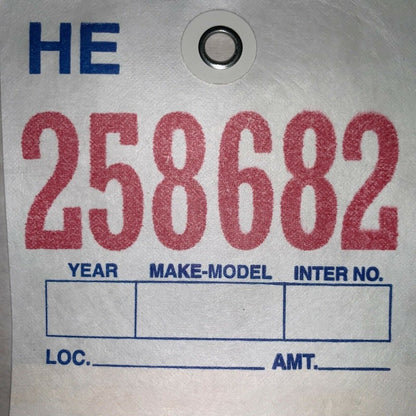 HE
258682
YEAR MAKE-MODEL INTER NO.
LOC. AMT.